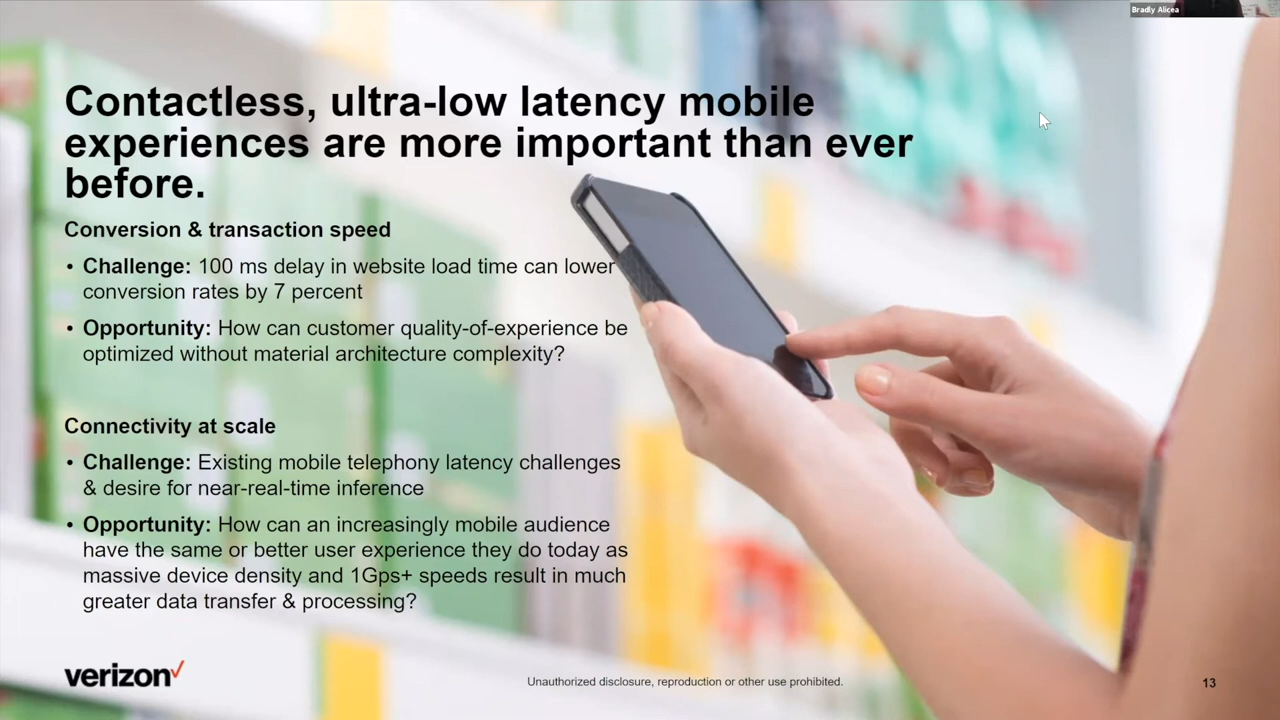 Bradly Alicea
Contactless, ultra-low latency mobile
experiences are more important than ever
before.
Conversion & transaction speed
• Challenge: 100 ms delay in website load time can lower
conversion rates by 7 percent
• Opportunity: How can customer quality-of-experience be
optimized without material architecture complexity?
Connectivity at scale
• Challenge: Existing mobile telephony latency challenges
& desire for near-real-time inference
• Opportunity: How can an increasingly mobile audience
have the same or better user experience they do today as
massive device density and 1Gps+ speeds result in much
greater data transfer & processing?
verizon✓
Unauthorized disclosure, reproduction or other use prohibited.
13